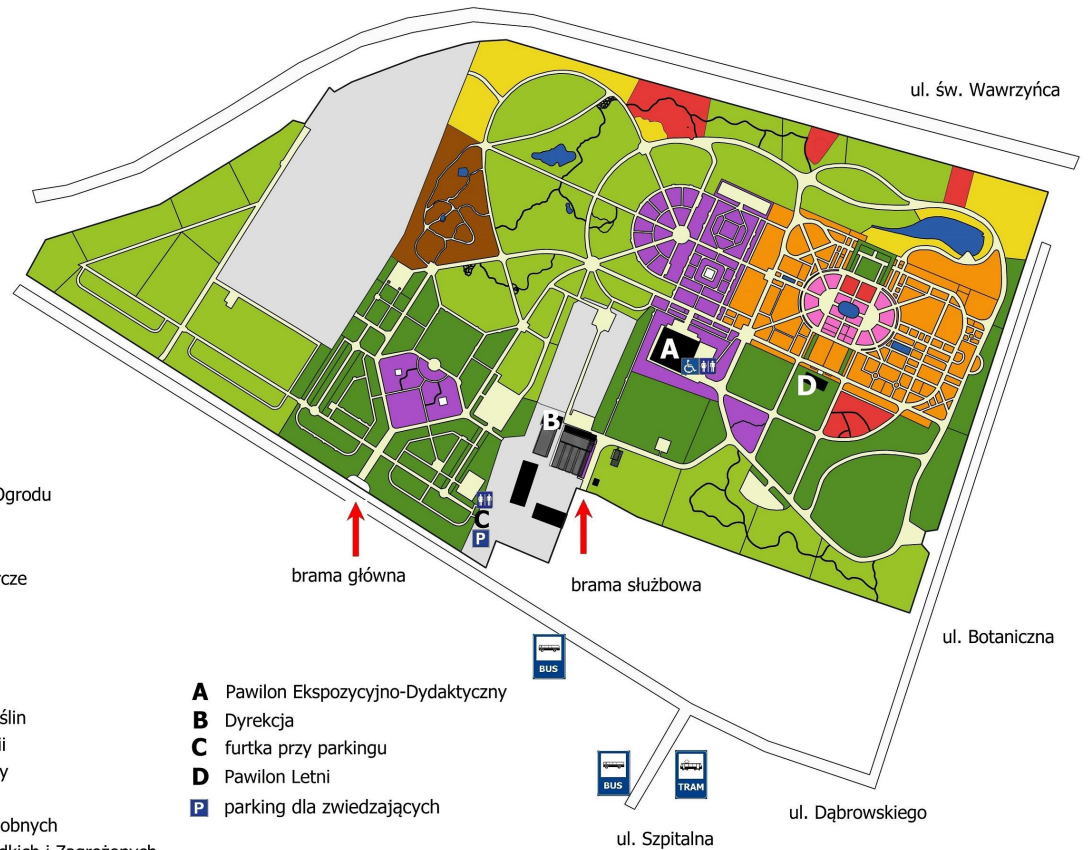 ul. św. Wawrzyńca
A
D
B
Ogrodu
C
P
brama główna
brama służbowa
ul. Botaniczna
BUS
A Pawilon Ekspozycyjno-Dydaktyczny
B Dyrekcja
C furtka przy parkingu
D Pawilon Letni
P parking dla zwiedzających
BUS
TRAM
ul. Dąbrowskiego
ul. Szpitalna